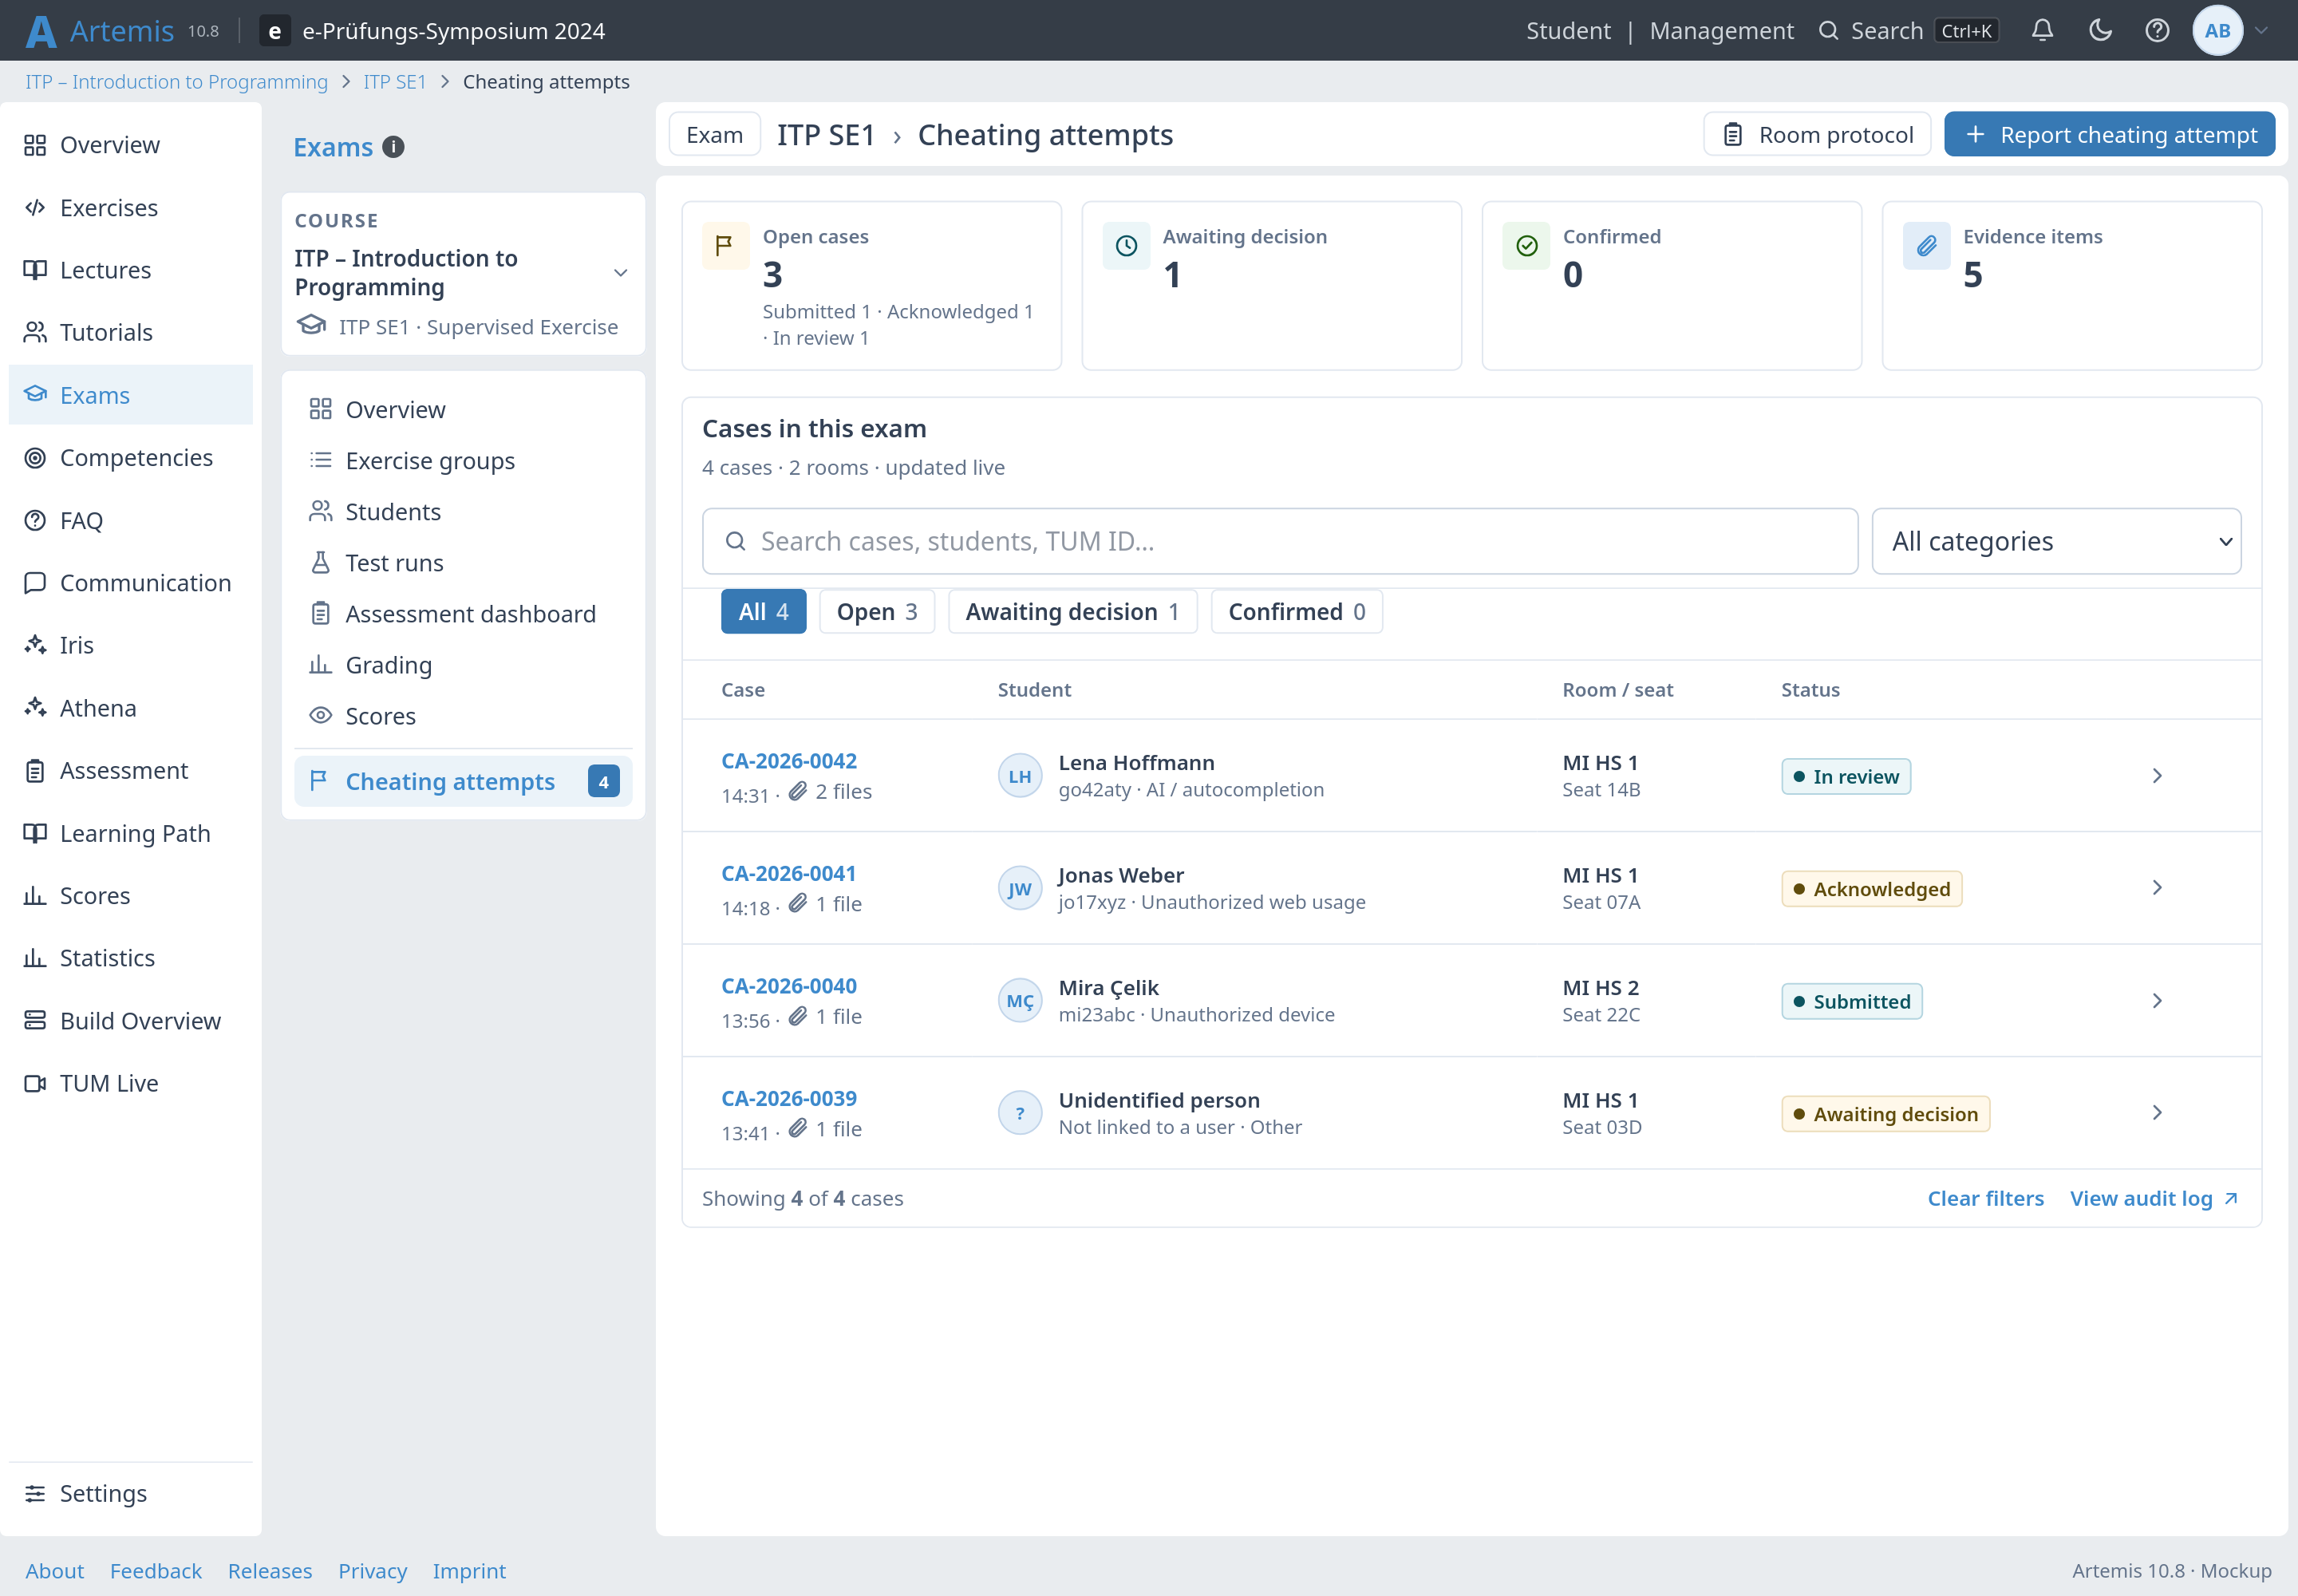 Artemis 10.8
e e-Prüfungs-Symposium 2024
Student | Management
Search Ctrl+K
AB
ITP – Introduction to Programming > ITP SE1 > Cheating attempts
Overview
Exercises
Lectures
Tutorials
Exams
Competencies
FAQ
Communication
Iris
Athena
Assessment
Learning Path
Scores
Statistics
Build Overview
TUM Live
Settings
Exams i
COURSE
ITP – Introduction to
Programming
ITP SE1 · Supervised Exercise
Overview
Exercise groups
Students
Test runs
Assessment dashboard
Grading
Scores
Cheating attempts 4
Exam ITP SE1 › Cheating attempts
Room protocol
+ Report cheating attempt
Open cases
3
Submitted 1 · Acknowledged 1
· In review 1
Awaiting decision
1
Confirmed
0
Evidence items
5
Cases in this exam
4 cases · 2 rooms · updated live
Search cases, students, TUM ID...
All categories
All 4 Open 3 Awaiting decision 1 Confirmed 0
Case Student Room / seat Status
CA-2026-0042
14:31 · 2 files
LH
Lena Hoffmann
go42aty · AI / autocompletion
MI HS 1
Seat 14B
In review
CA-2026-0041
14:18 · 1 file
JW
Jonas Weber
jo17xyz · Unauthorized web usage
MI HS 1
Seat 07A
Acknowledged
CA-2026-0040
13:56 · 1 file
MÇ
Mira Çelik
mi23abc · Unauthorized device
MI HS 2
Seat 22C
Submitted
CA-2026-0039
13:41 · 1 file
?
Unidentified person
Not linked to a user · Other
MI HS 1
Seat 03D
Awaiting decision
Showing 4 of 4 cases
Clear filters View audit log
About Feedback Releases Privacy Imprint
Artemis 10.8 · Mockup